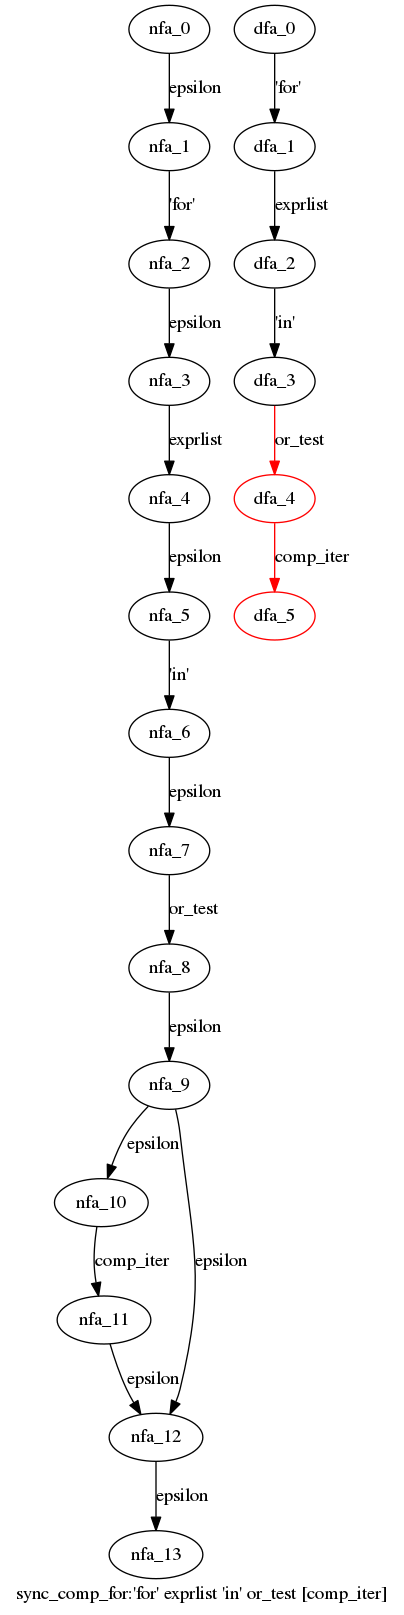 nfa_0 dfa_0
epsilon 'for'
nfa_1 dfa_1
'for' exprlist
nfa_2 dfa_2
epsilon 'in'
nfa_3 dfa_3
exprlist or_test
nfa_4 dfa_4
epsilon comp_iter
nfa_5 dfa_5
'in'
nfa_6
epsilon
nfa_7
or_test
nfa_8
epsilon
nfa_9
epsilon
nfa_10
comp_iter epsilon
nfa_11
epsilon
nfa_12
epsilon
nfa_13
sync_comp_for:'for' exprlist 'in' or_test [comp_iter]